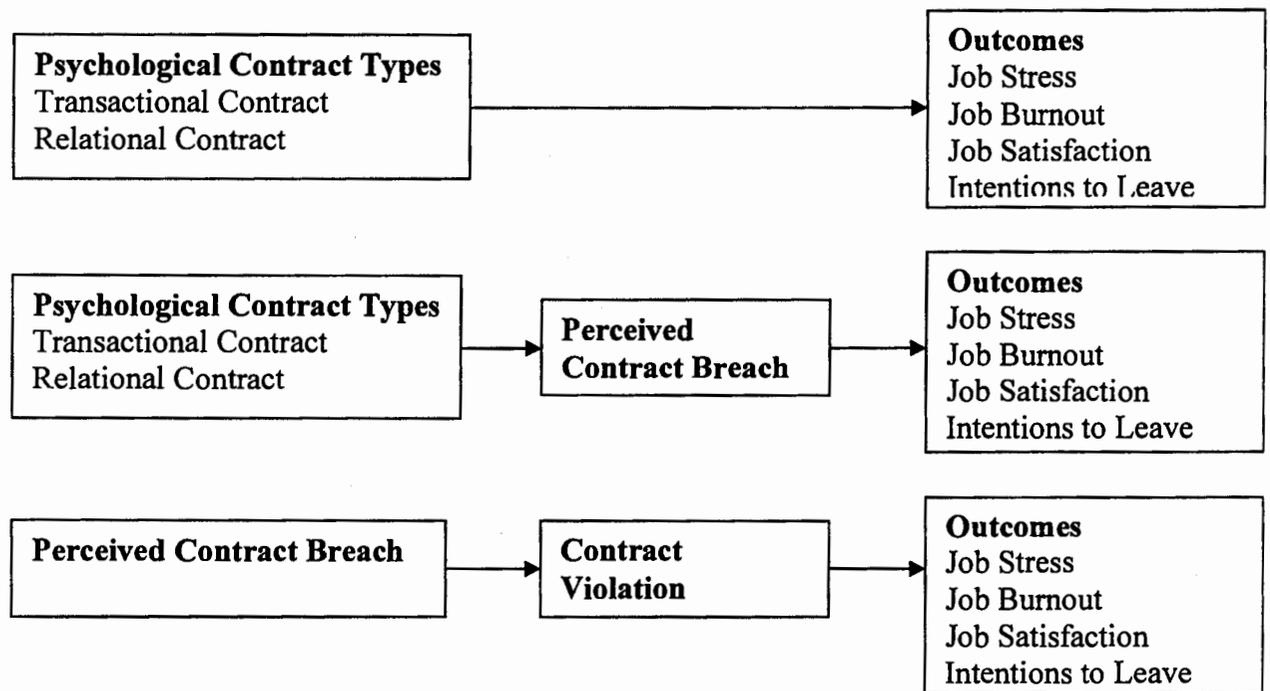 Psychological Contract Types
Transactional Contract
Relational Contract
Outcomes
Job Stress
Job Burnout
Job Satisfaction
Intentions to Leave
Psychological Contract Types
Transactional Contract
Relational Contract
Perceived
Contract Breach
Outcomes
Job Stress
Job Burnout
Job Satisfaction
Intentions to Leave
Perceived Contract Breach
Contract
Violation
Outcomes
Job Stress
Job Burnout
Job Satisfaction
Intentions to Leave